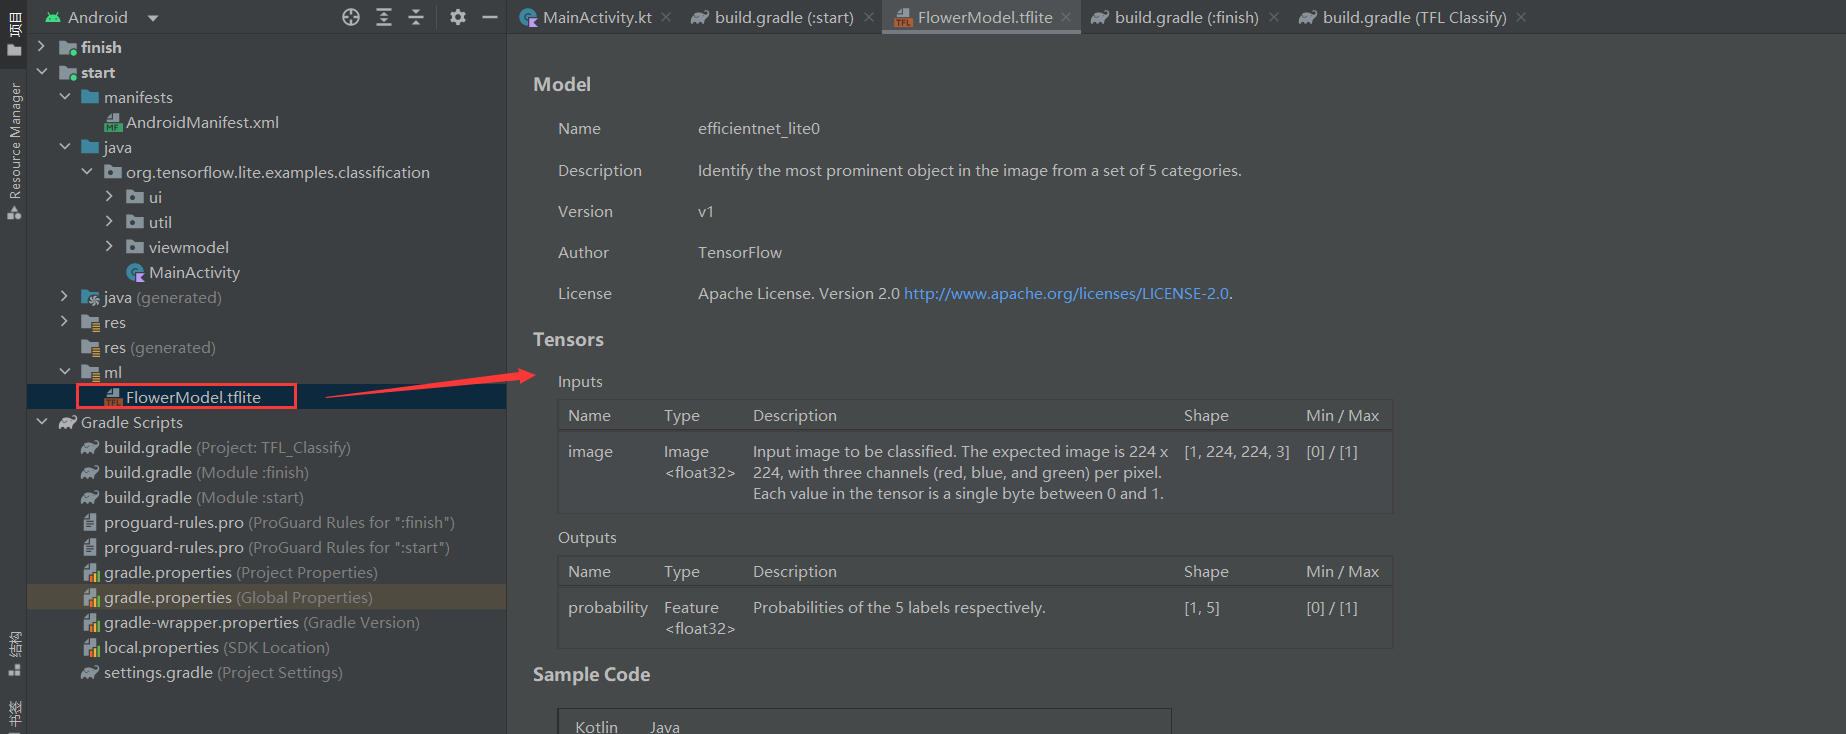 项目
Resource Manager
结构
书签
Android
finish
start
manifests
MF
AndroidManifest.xml
java
org.tensorflow.lite.examples.classification
ui
util
viewmodel
MainActivity
java (generated)
res
res (generated)
ml
TFL
FlowerModel.tflite
Gradle Scripts
build.gradle (Project: TFL_Classify)
build.gradle (Module :finish)
build.gradle (Module :start)
proguard-rules.pro (ProGuard Rules for ":finish")
proguard-rules.pro (ProGuard Rules for ":start")
gradle.properties (Project Properties)
gradle.properties (Global Properties)
gradle-wrapper.properties (Gradle Version)
local.properties (SDK Location)
settings.gradle (Project Settings)
MainActivity.kt build.gradle (:start) TFL FlowerModel.tflite build.gradle (:finish) build.gradle (TFL Classify)
Model
Name efficientnet_lite0
Description Identify the most prominent object in the image from a set of 5 categories.
Version v1
Author TensorFlow
License Apache License. Version 2.0 http://www.apache.org/licenses/LICENSE-2.0.
Tensors
Inputs
Name Type Description Shape Min / Max
image Image Input image to be classified. The expected image is 224 x [1, 224, 224, 3] [0] / [1]
<float32> 224, with three channels (red, blue, and green) per pixel.
Each value in the tensor is a single byte between 0 and 1.
Outputs
Name Type Description Shape Min / Max
probability Feature Probabilities of the 5 labels respectively. [1, 5] [0] / [1]
<float32>
Sample Code
Kotlin Java